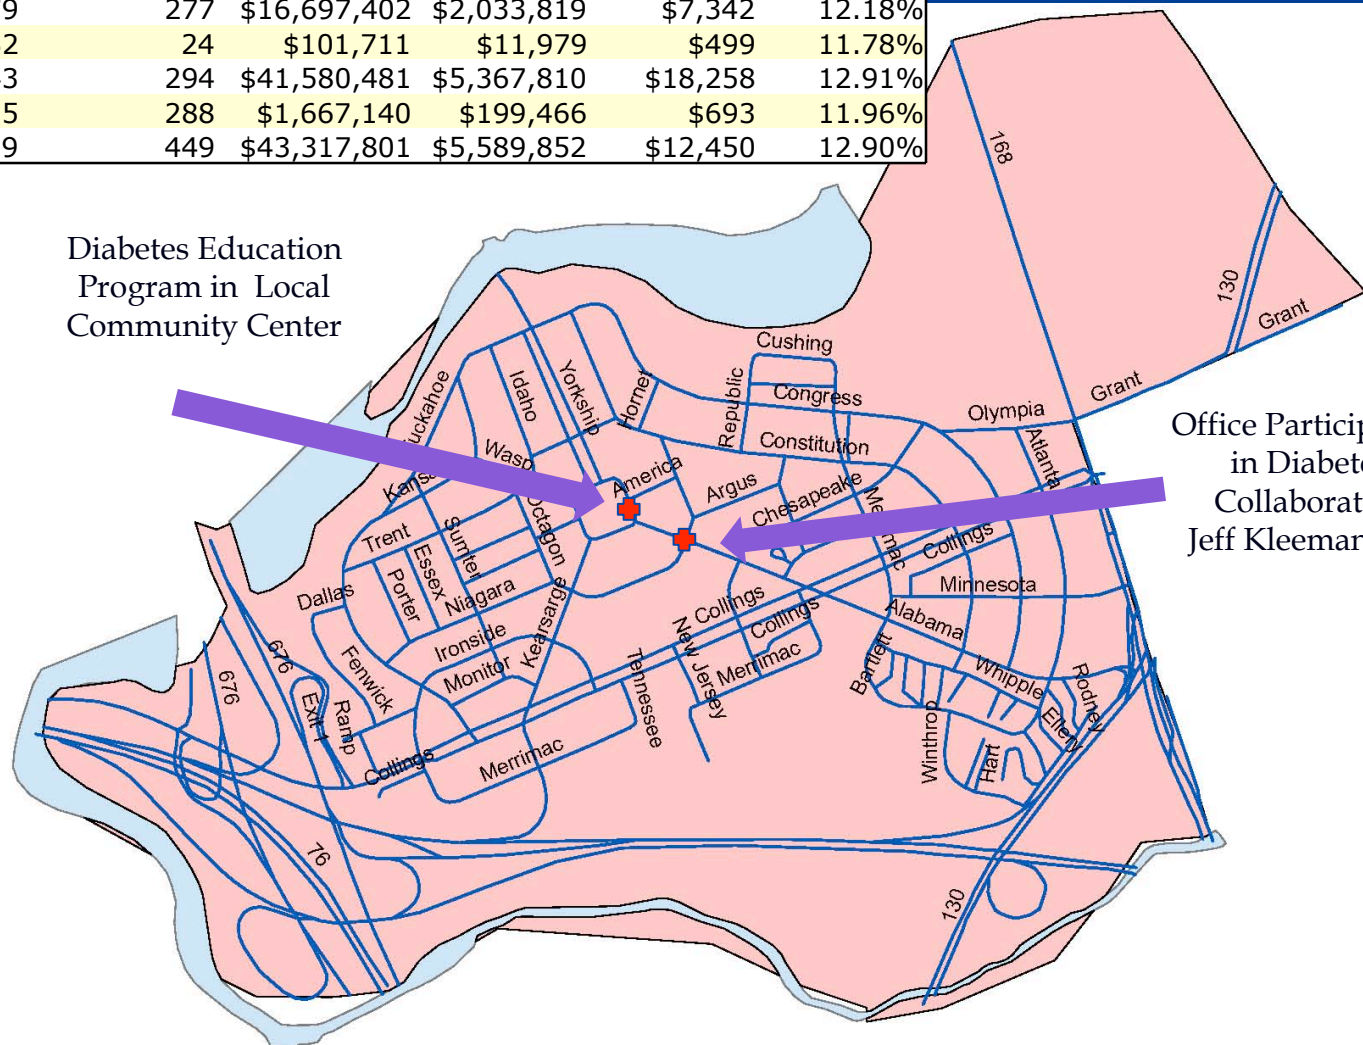 9 277 $16,697,402 $2,033,819 $7,342 12.18%
2 24 $101,711 $11,979 $499 11.78%
3 294 $41,580,481 $5,367,810 $18,258 12.91%
5 288 $1,667,140 $199,466 $693 11.96%
9 449 $43,317,801 $5,589,852 $12,450 12.90%
Diabetes Education
Program in Local
Community Center
Office Particip
in Diabete
Collaborat
Jeff Kleeman
168
130
Grant
Grant
Olympia
Atlanta
Cushing
Congress
Republic
Constitution
Hornet
Yorkship
Idaho
uckahoe
Wasp
Kansa
America
Argus
Chesapeake
Octagon
Trent
Sumter
Essex
Porter
Niagara
Dallas
Ironside
Kearsarge
Fenwick
Monitor
Collings
Collings
Collings
Minnesota
Alabama
New Jersey
Merrimac
Tennessee
Bartlett
Whipple
Rodney
Ellery
Winthrop
Hart
676
676
Exit 1
Ramp
Collings
Merrimac
76
130